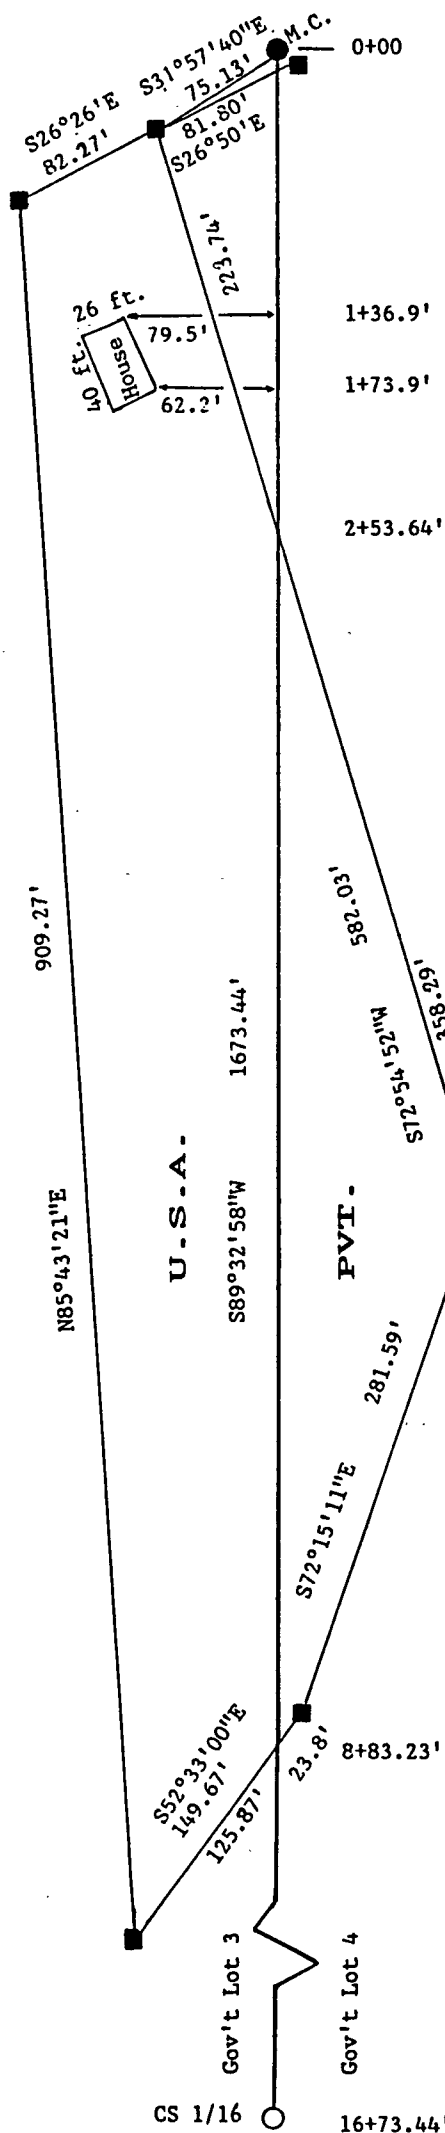 M.C.
0+00
S31°57'40"E
75.13'
S26°26'E
82.27'
81.80'
S26°50'E
223.74'
26 ft.
40 ft.
House
79.5'
62.2'
1+36.9'
1+73.9'
2+53.64'
582.03'
358.29'
S72°54'52"W
909.27'
N85°43'21"E
1673.44'
S89°32'58"W
U.S.A.
PVT.
281.59'
S72°15'11"E
S52°33'00"E
149.67'
125.87'
23.8'
8+83.23'
Gov't Lot 3
Gov't Lot 4
CS 1/16
16+73.44'